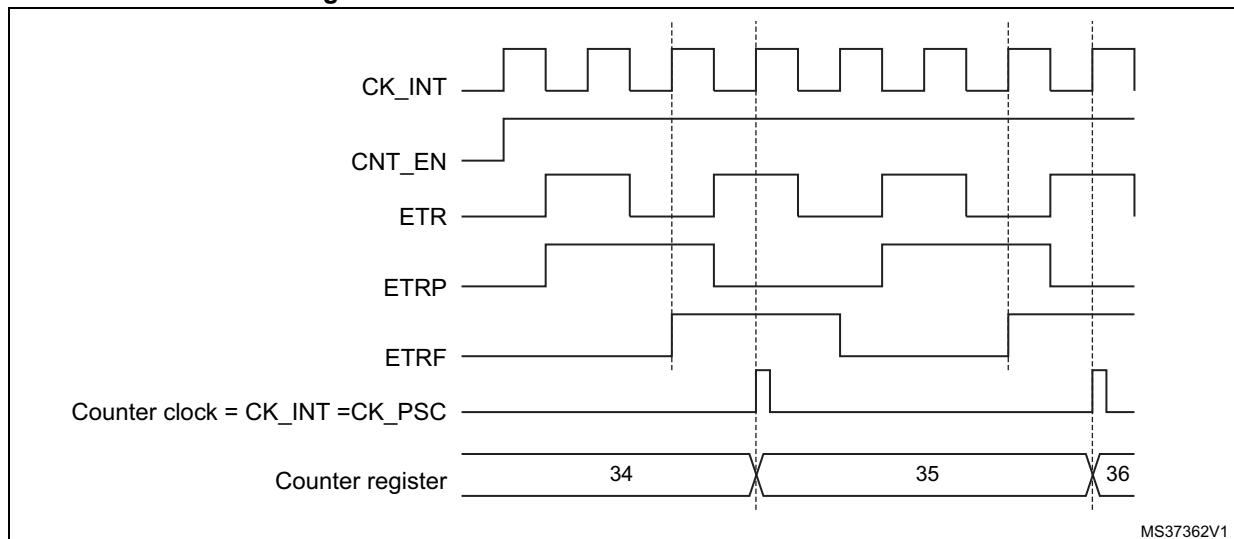 CK_INT
CNT_EN
ETR
ETRP
ETRF
Counter clock = CK_INT =CK_PSC
Counter register 34 35 36
MS37362V1